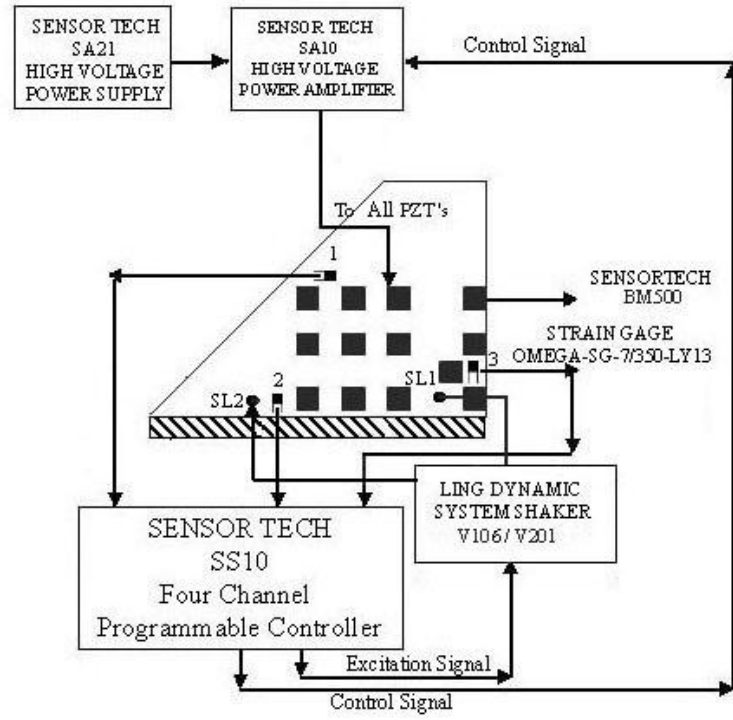 SENSOR TECH
SA21
HIGH VOLTAGE
POWER SUPPLY
SENSOR TECH
SA10
HIGH VOLTAGE
POWER AMPLIFIER
Control Signal
To All PZT's
1
SENSORTECH
BM500
STRAIN GAGE
OMEGA-SG-7/350-LY13
3
2
SL1
SL2
LING DYNAMIC
SYSTEM SHAKER
V106 / V201
SENSOR TECH
SS10
Four Channel
Programmable Controller
Excitation Signal
Control Signal